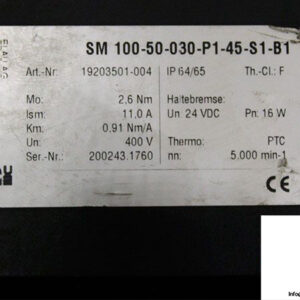 ELAU AG
SM 100-50-030-P1-45-S1-B1
Art.-Nr: 19203501-004 IP 64/65 Th.-Cl.: F
Mo: 2,6 Nm Haltebremse:
Ism: 11,0 A Un: 24 VDC Pn: 16 W
Km: 0.91 Nm/A
Un: 400 V Thermo: PTC
Ser.-Nr.: 200243.1760 nn: 5.000 min-1
CE